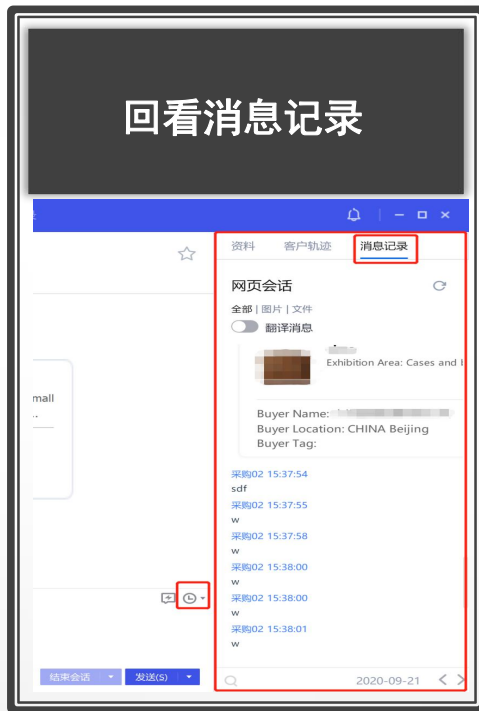 回看消息记录
资料 客户轨迹 消息记录
网页会话
全部 | 图片 | 文件
翻译消息
Exhibition Area: Cases and
mall
..
Buyer Name:
Buyer Location: CHINA Beijing
Buyer Tag:
采购02 15:37:54
sdf
采购02 15:37:55
w
采购02 15:37:58
w
采购02 15:38:00
w
采购02 15:38:00
w
采购02 15:38:01
w
结束会话 发送(S)
2020-09-21